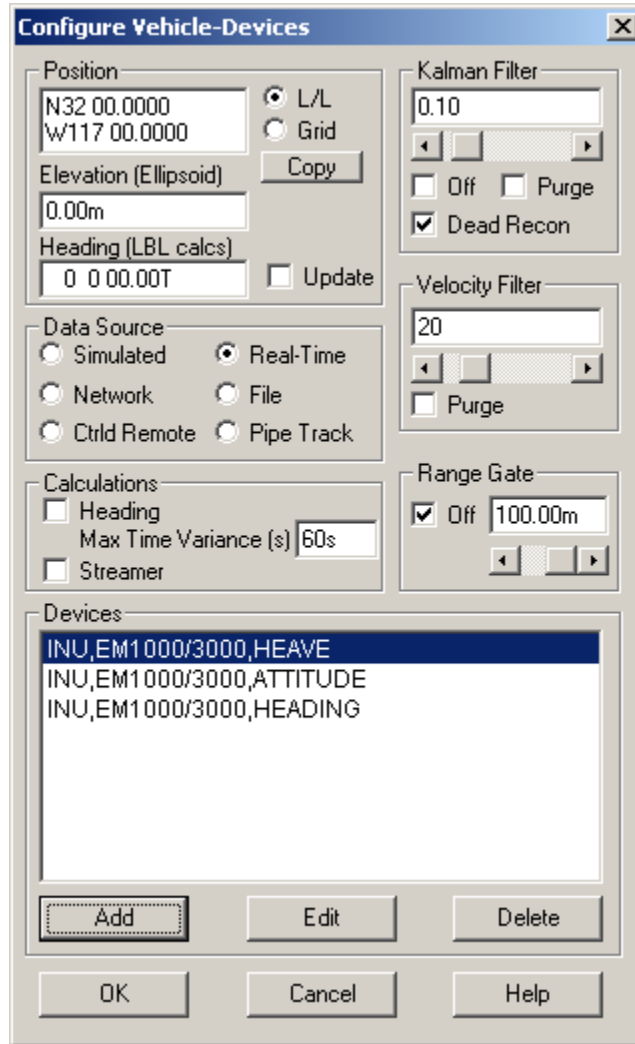 Configure Vehicle-Devices
Position
N32 00.0000
W117 00.0000
L/L
Grid
Copy
Elevation (Ellipsoid)
0.00m
Heading (LBL calcs)
0 0 00.00T
Update
Kalman Filter
0.10
Off
Purge
Dead Recon
Velocity Filter
20
Purge
Data Source
Simulated
Real-Time
Network
File
Ctrld Remote
Pipe Track
Calculations
Heading
Max Time Variance (s)
60s
Streamer
Range Gate
Off
100.00m
Devices
INU,EM1000/3000,HEAVE
INU,EM1000/3000,ATTITUDE
INU,EM1000/3000,HEADING
Add
Edit
Delete
OK
Cancel
Help